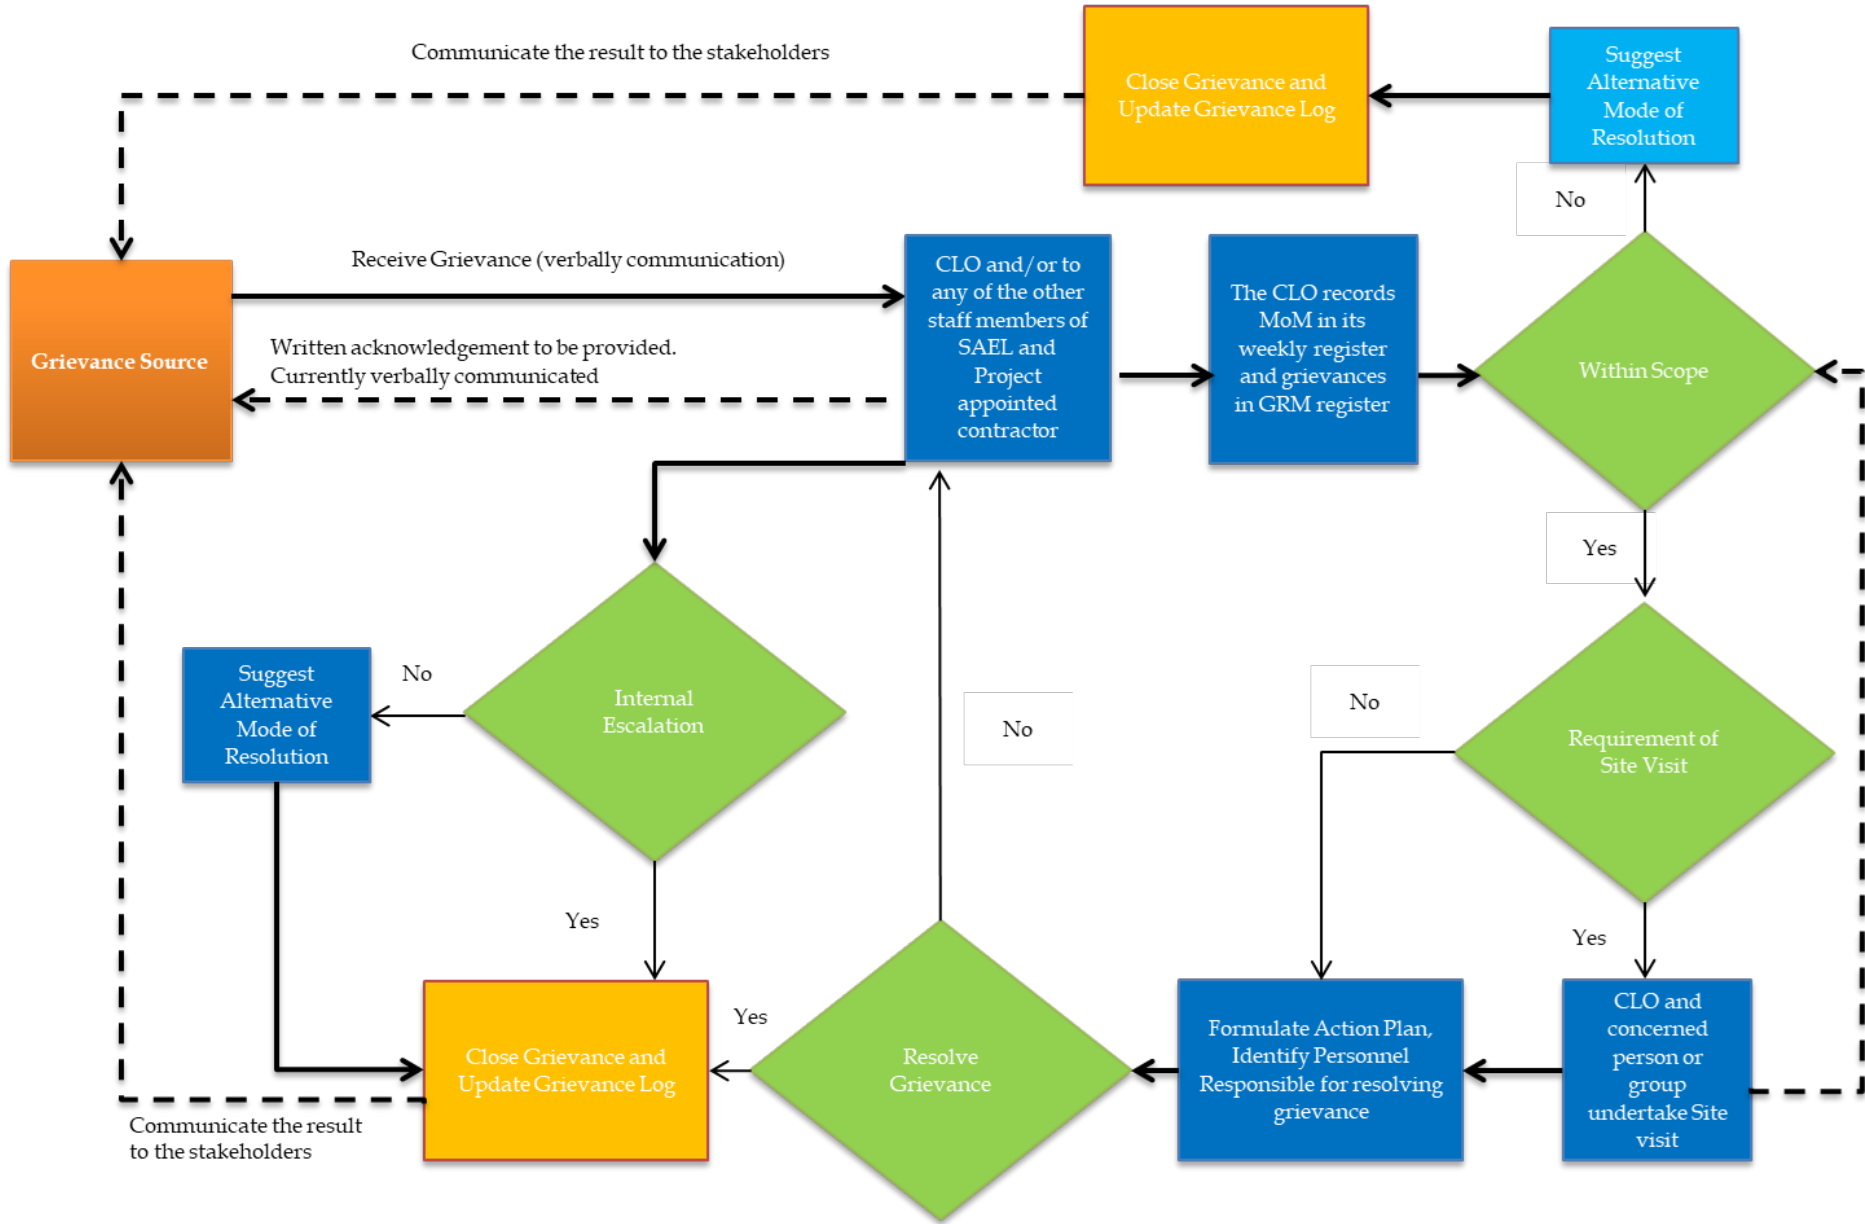 Communicate the result to the stakeholders
Close Grievance and
Update Grievance Log
Suggest
Alternative
Mode of
Resolution
No
Receive Grievance (verbally communication)
Grievance Source
Written acknowledgement to be provided.
Currently verbally communicated
CLO and/or to
any of the other
staff members of
SAEL and
Project
appointed
contractor
The CLO records
MoM in its
weekly register
and grievances
in GRM register
Within Scope
Yes
Suggest
Alternative
Mode of
Resolution
No
Internal
Escalation
No
No
Requirement of
Site Visit
Yes
Yes
Close Grievance and
Update Grievance Log
Yes
Resolve
Grievance
Formulate Action Plan,
Identify Personnel
Responsible for resolving
grievance
CLO and
concerned
person or
group
undertake Site
visit
Communicate the result
to the stakeholders